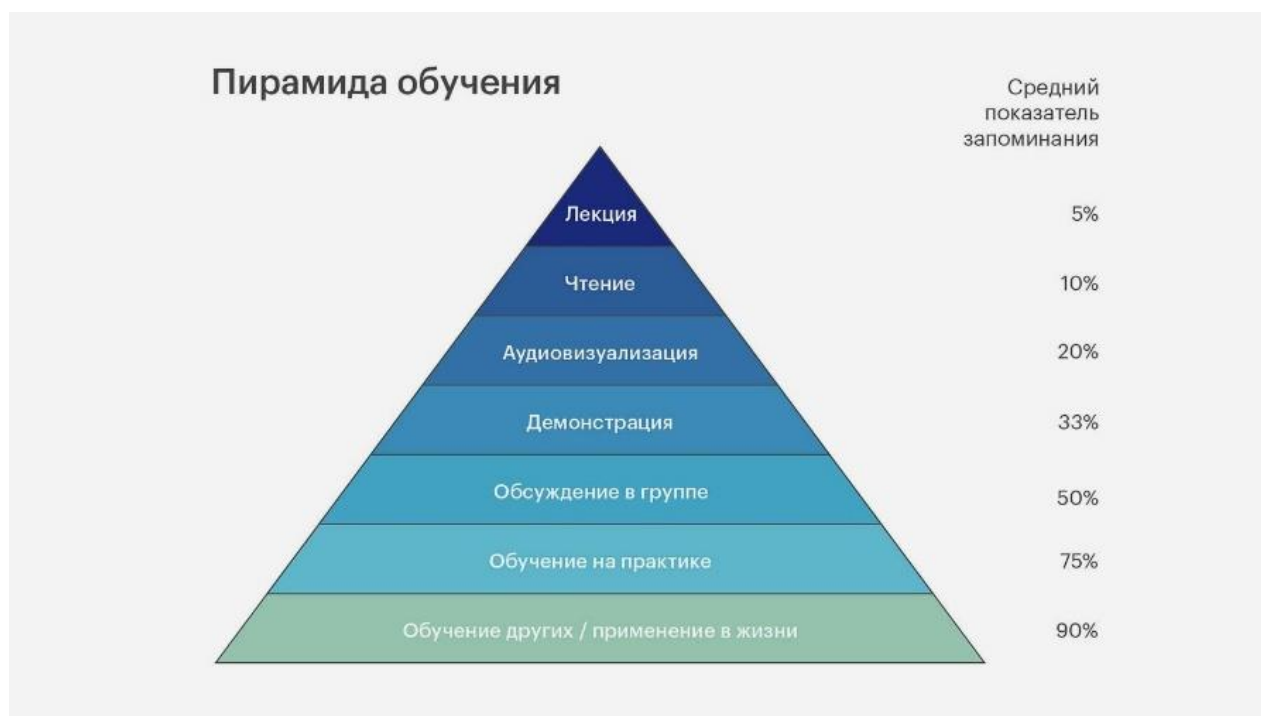 Пирамида обучения
Средний
показатель
запоминания
Лекция 5%
Чтение 10%
Аудиовизуализация 20%
Демонстрация 33%
Обсуждение в группе 50%
Обучение на практике 75%
Обучение других / применение в жизни 90%